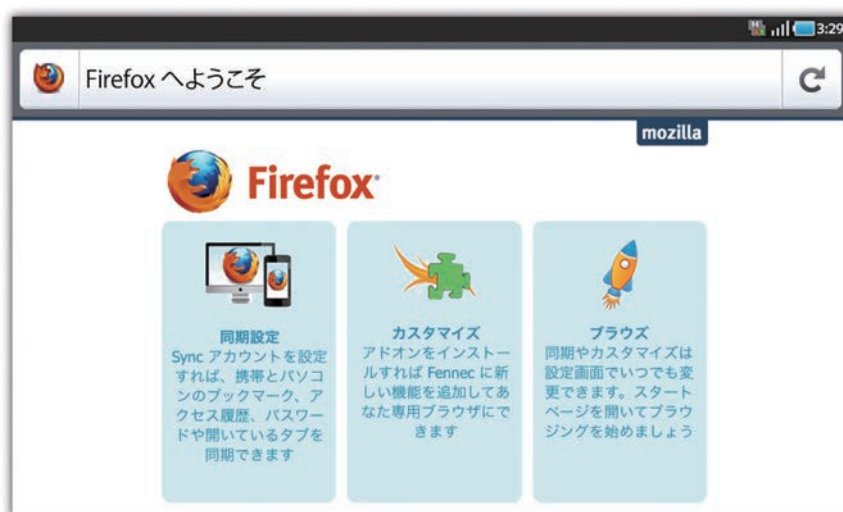 3:29
Firefox へようこそ
mozilla
Firefox
同期設定
Sync アカウントを設定
すれば、携帯とパソコ
ンのブックマーク、ア
クセス履歴、パスワー
ドや開いているタブを
同期できます
カスタマイズ
アドオンをインストー
ルすれば Fennec に新
しい機能を追加してあ
なた専用ブラウザにで
きます
ブラウズ
同期やカスタマイズは
設定画面でいつでも変
更できます。スタート
ページを開いてブラウ
ジングを始めましょう